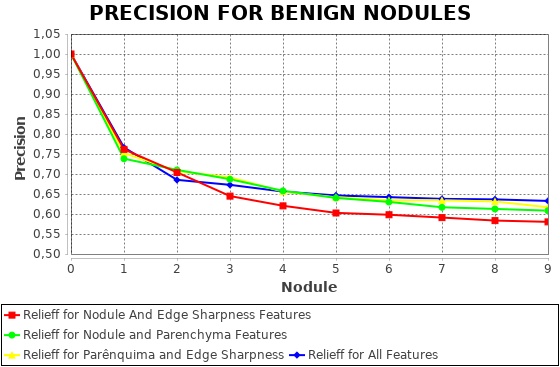 PRECISION FOR BENIGN NODULES
1,05
1,00
0,95
0,90
0,85
0,80
0,75
0,70
0,65
0,60
0,55
0,50
Precision
0 1 2 3 4 5 6 7 8 9
Nodule
Relieff for Nodule And Edge Sharpness Features
Relieff for Nodule and Parenchyma Features
Relieff for Parênquima and Edge Sharpness Relieff for All Features